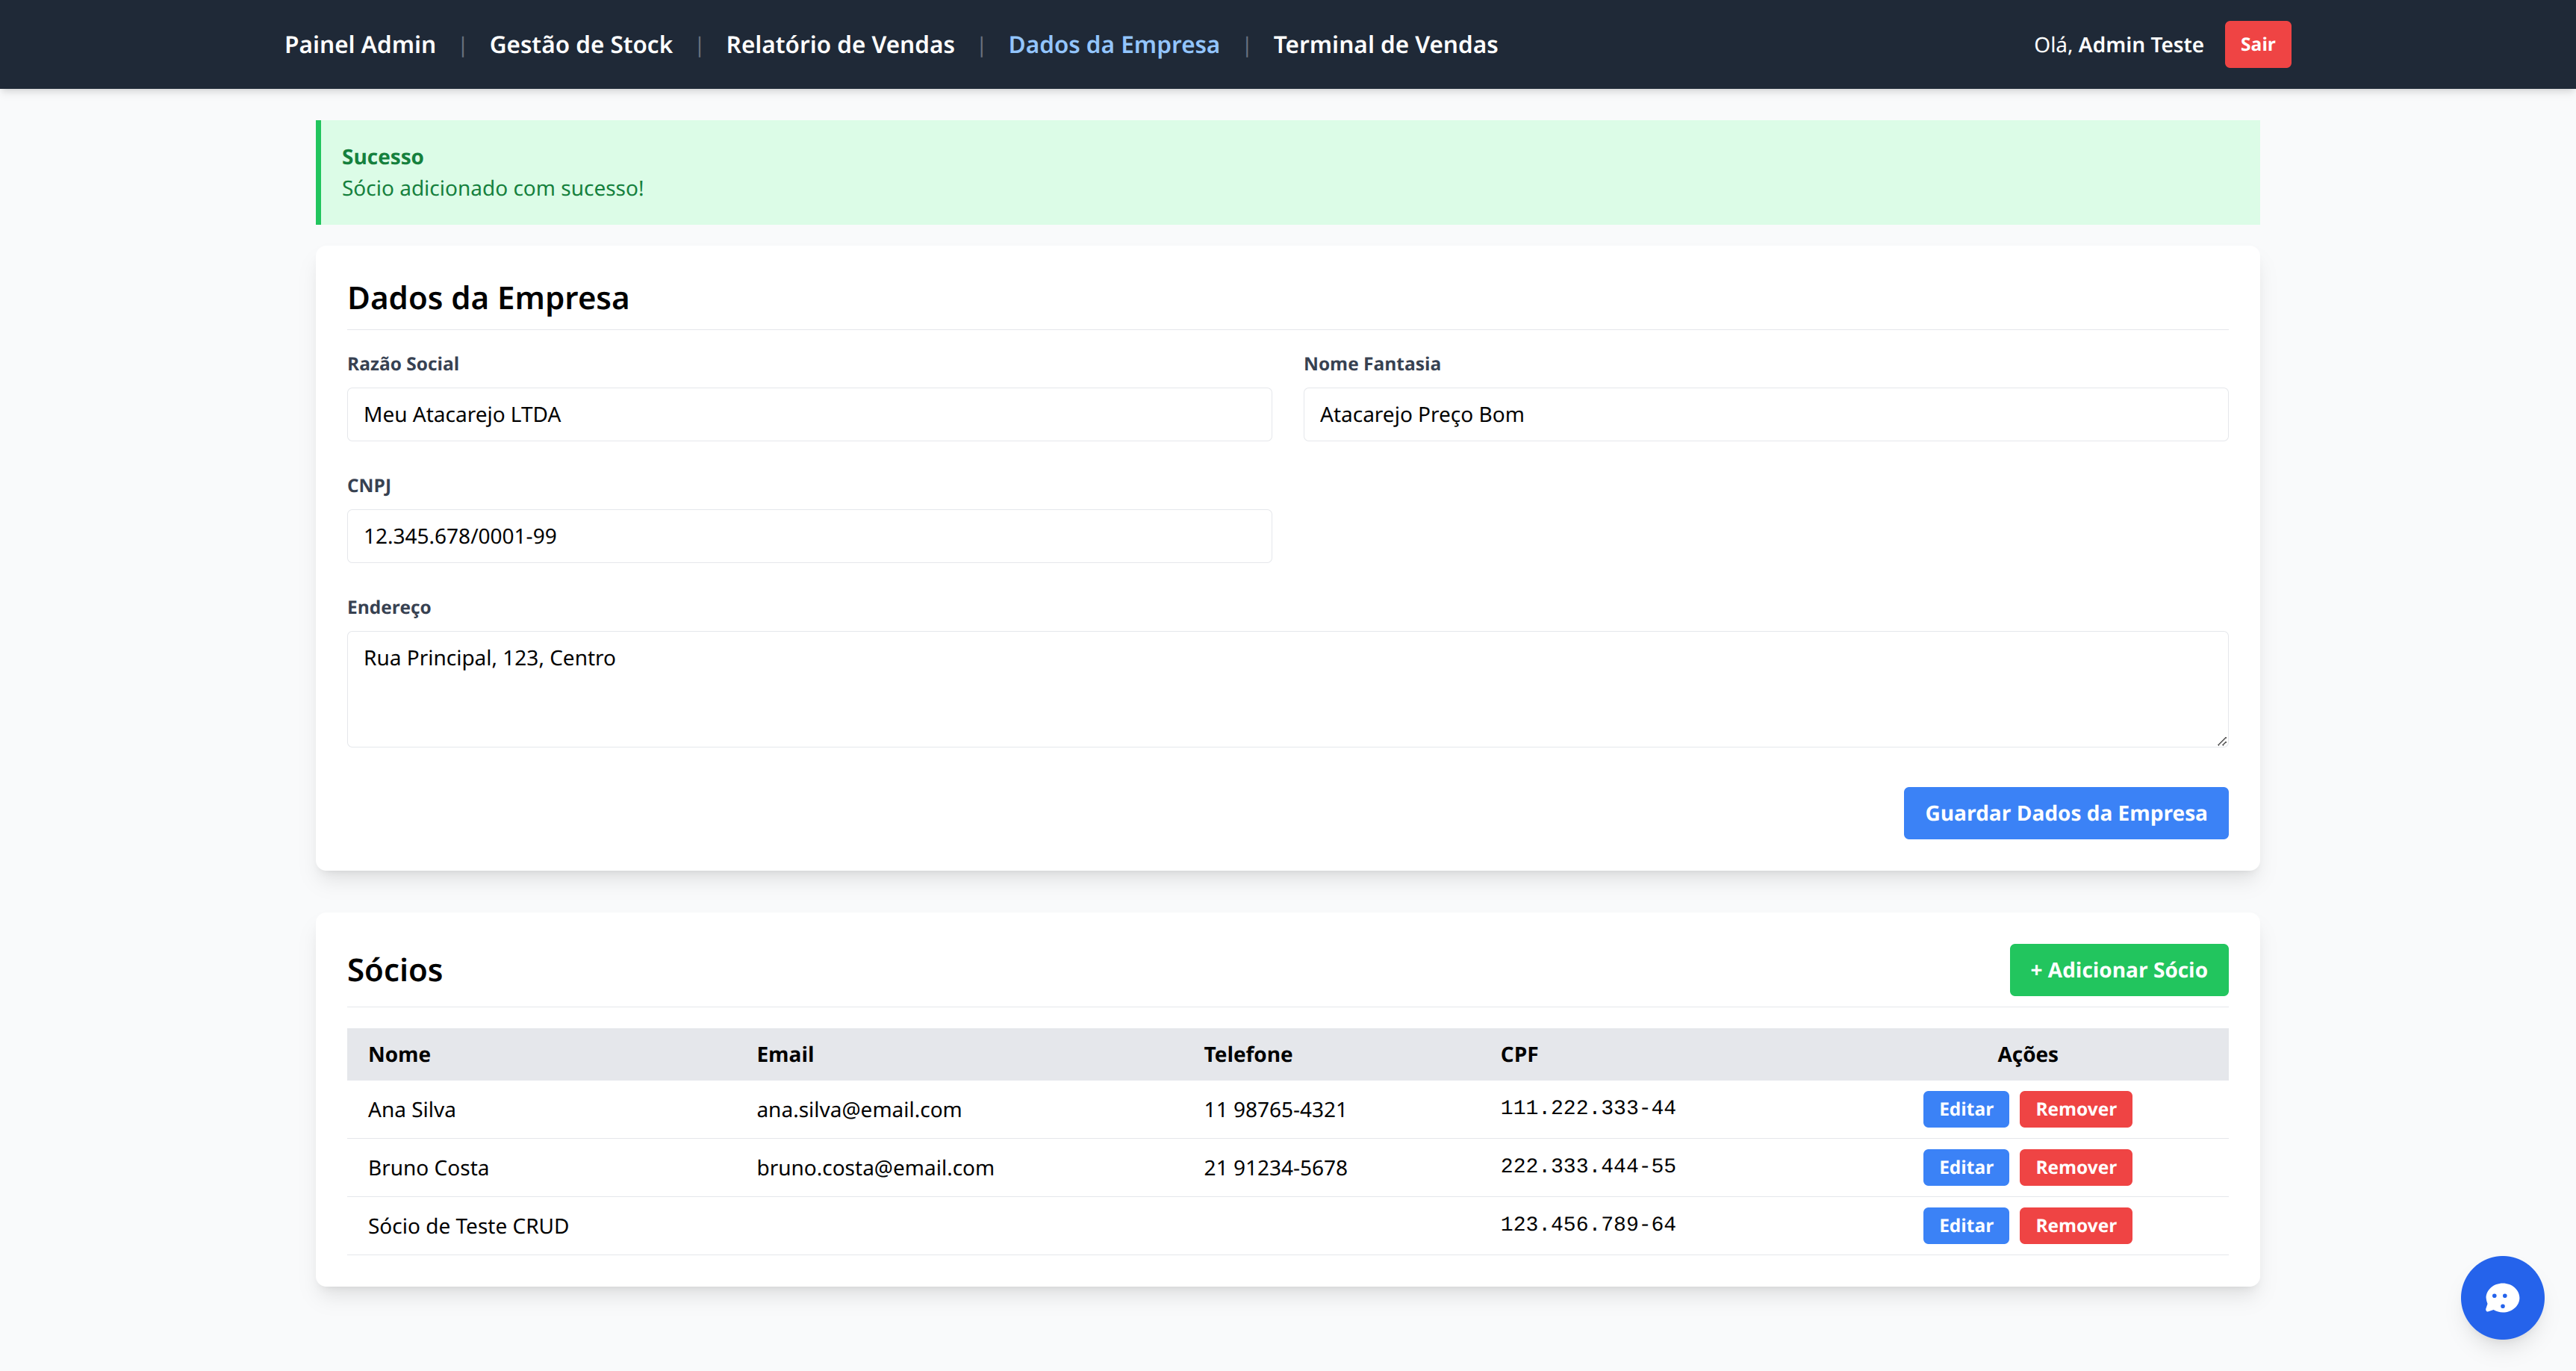 Painel Admin | Gestão de Stock | Relatório de Vendas | Dados da Empresa | Terminal de Vendas Olá, Admin Teste Sair
Sucesso
Sócio adicionado com sucesso!
Dados da Empresa
Razão Social Nome Fantasia
Meu Atacarejo LTDA Atacarejo Preço Bom
CNPJ
12.345.678/0001-99
Endereço
Rua Principal, 123, Centro
Guardar Dados da Empresa
Sócios + Adicionar Sócio
Nome Email Telefone CPF Ações
Ana Silva ana.silva@email.com 11 98765-4321 111.222.333-44 Editar Remover
Bruno Costa bruno.costa@email.com 21 91234-5678 222.333.444-55 Editar Remover
Sócio de Teste CRUD 123.456.789-64 Editar Remover